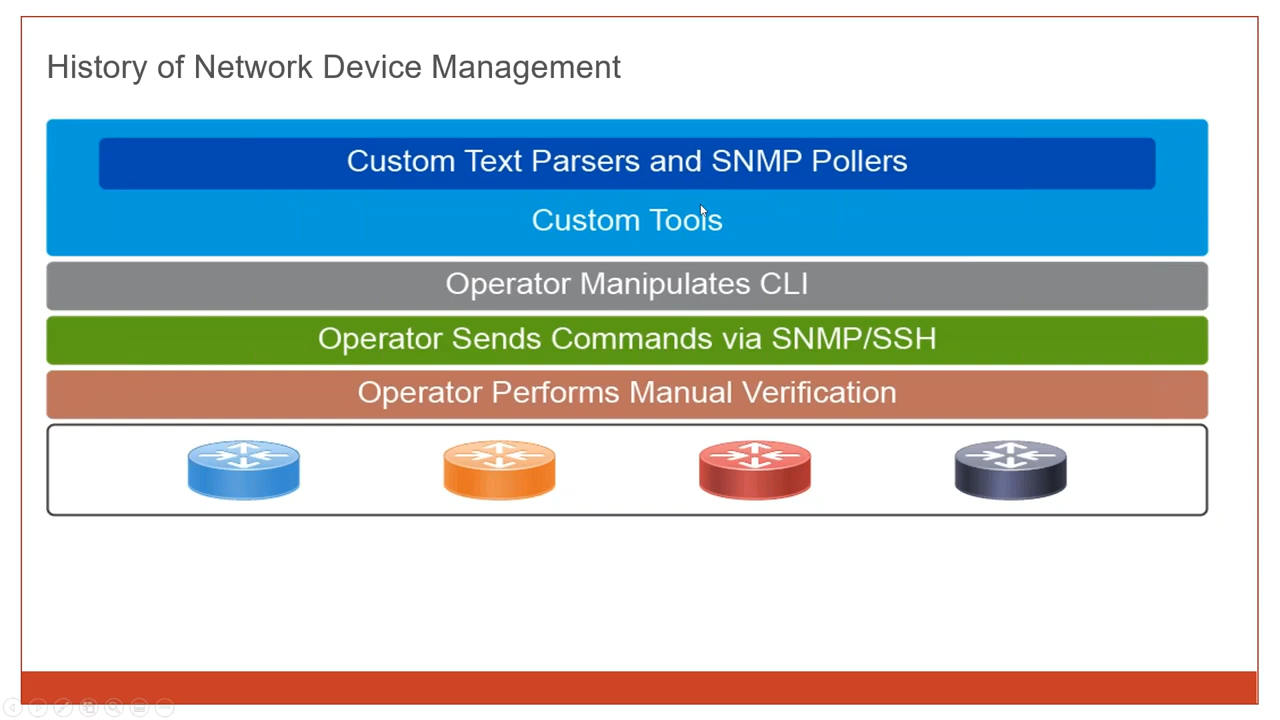 History of Network Device Management
Custom Text Parsers and SNMP Pollers
Custom Tools
Operator Manipulates CLI
Operator Sends Commands via SNMP/SSH
Operator Performs Manual Verification